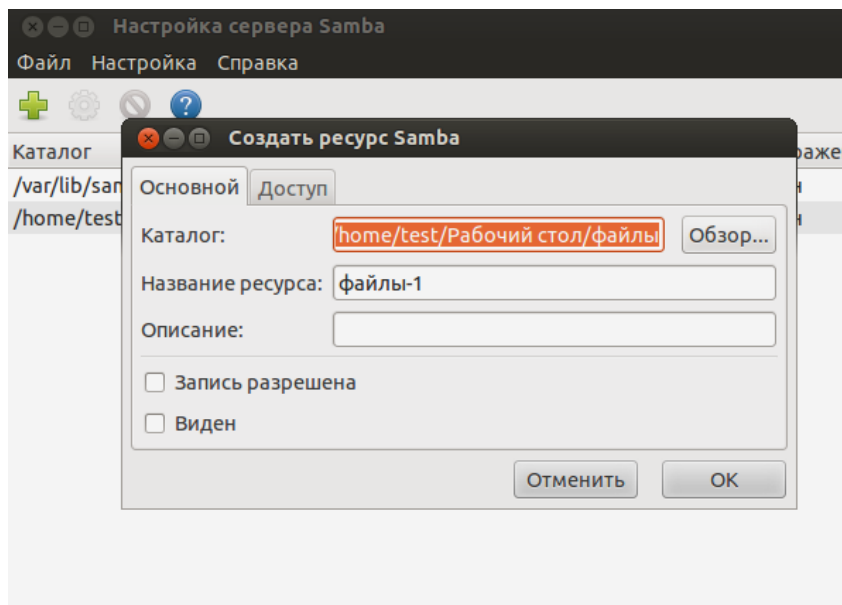 Настройка сервера Samba
Файл Настройка Справка
Создать ресурс Samba
Каталог
/var/lib/sam
/home/test
Основной Доступ
Каталог: /home/test/Рабочий стол/файлы Обзор...
Название ресурса: файлы-1
Описание:
Запись разрешена
Виден
Отменить OK